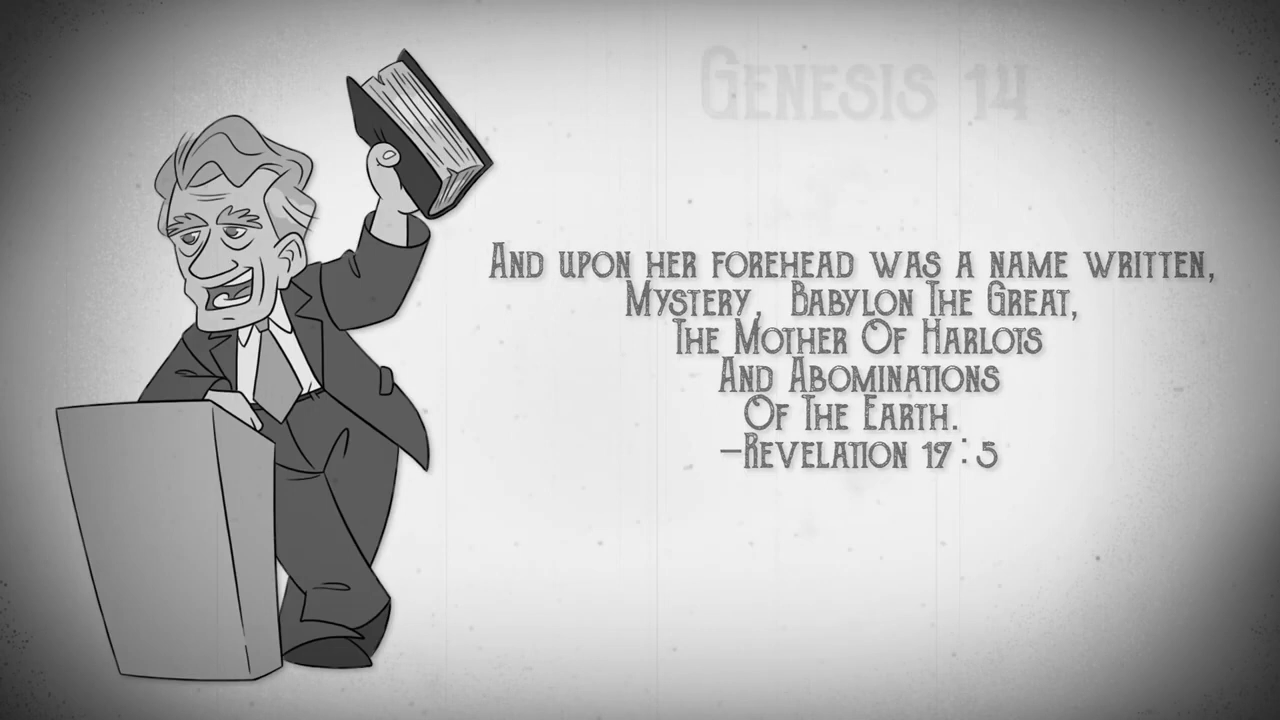 Genesis 14
And upon her forehead was a name written,
Mystery, Babylon The Great,
The Mother Of Harlots
And Abominations
Of The Earth.
-Revelation 17:5